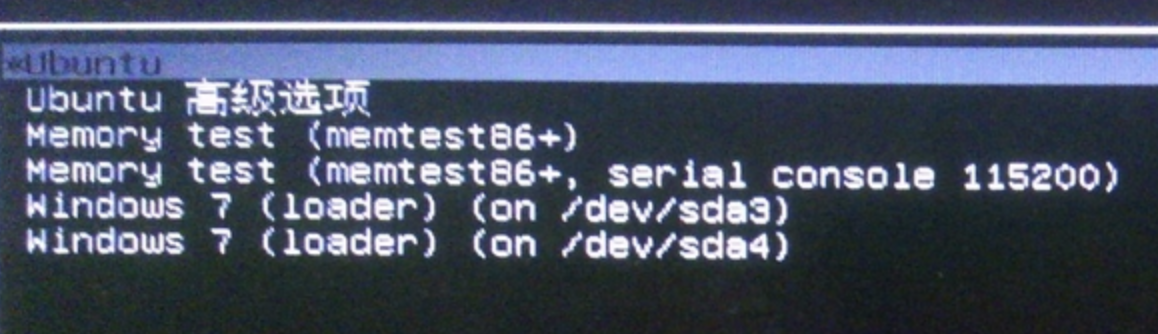 *Ubuntu
Ubuntu 高级选项
Memory test (memtest86+)
Memory test (memtest86+, serial console 115200)
Windows 7 (loader) (on /dev/sda3)
Windows 7 (loader) (on /dev/sda4)